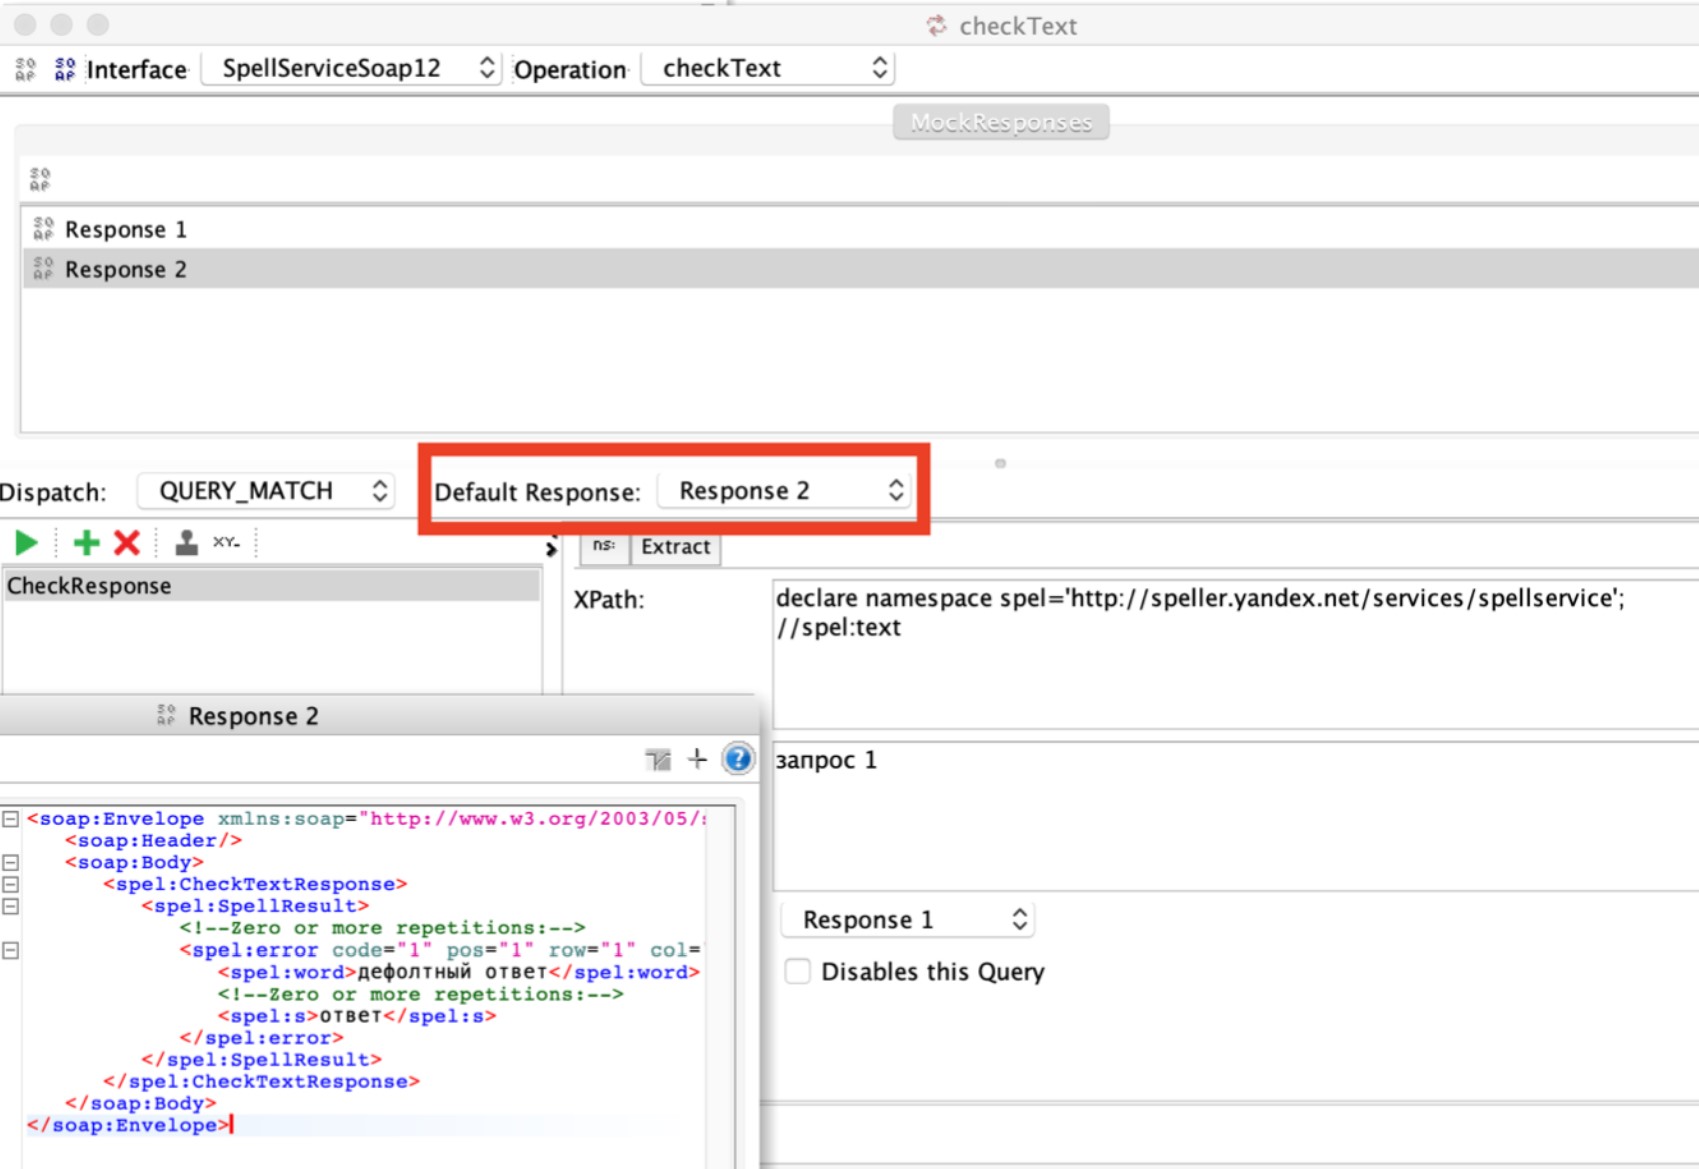 checkText
Interface SpellServiceSoap12 Operation checkText
MockResponses
Response 1
Response 2
Dispatch: QUERY_MATCH Default Response: Response 2
XY- ns: Extract
CheckResponse
XPath: declare namespace spel='http://speller.yandex.net/services/spellservice';
//spel:text
запрос 1
Response 1
Disables this Query
Response 2
<soap:Envelope xmlns:soap="http://www.w3.org/2003/05/
<soap:Header/>
<soap:Body>
<spel:CheckTextResponse>
<spel:SpellResult>
<!--Zero or more repetitions:-->
<spel:error code="1" pos="1" row="1" col=
<spel:word>дефолтный ответ</spel:word>
<!--Zero or more repetitions:-->
<spel:s>ответ</spel:s>
</spel:error>
</spel:SpellResult>
</spel:CheckTextResponse>
</soap:Body>
</soap:Envelope>